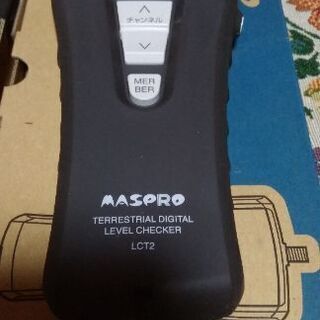 チャンネル
MER
BER
MASPRO
TERRESTRIAL DIGITAL
LEVEL CHECKER
LCT2